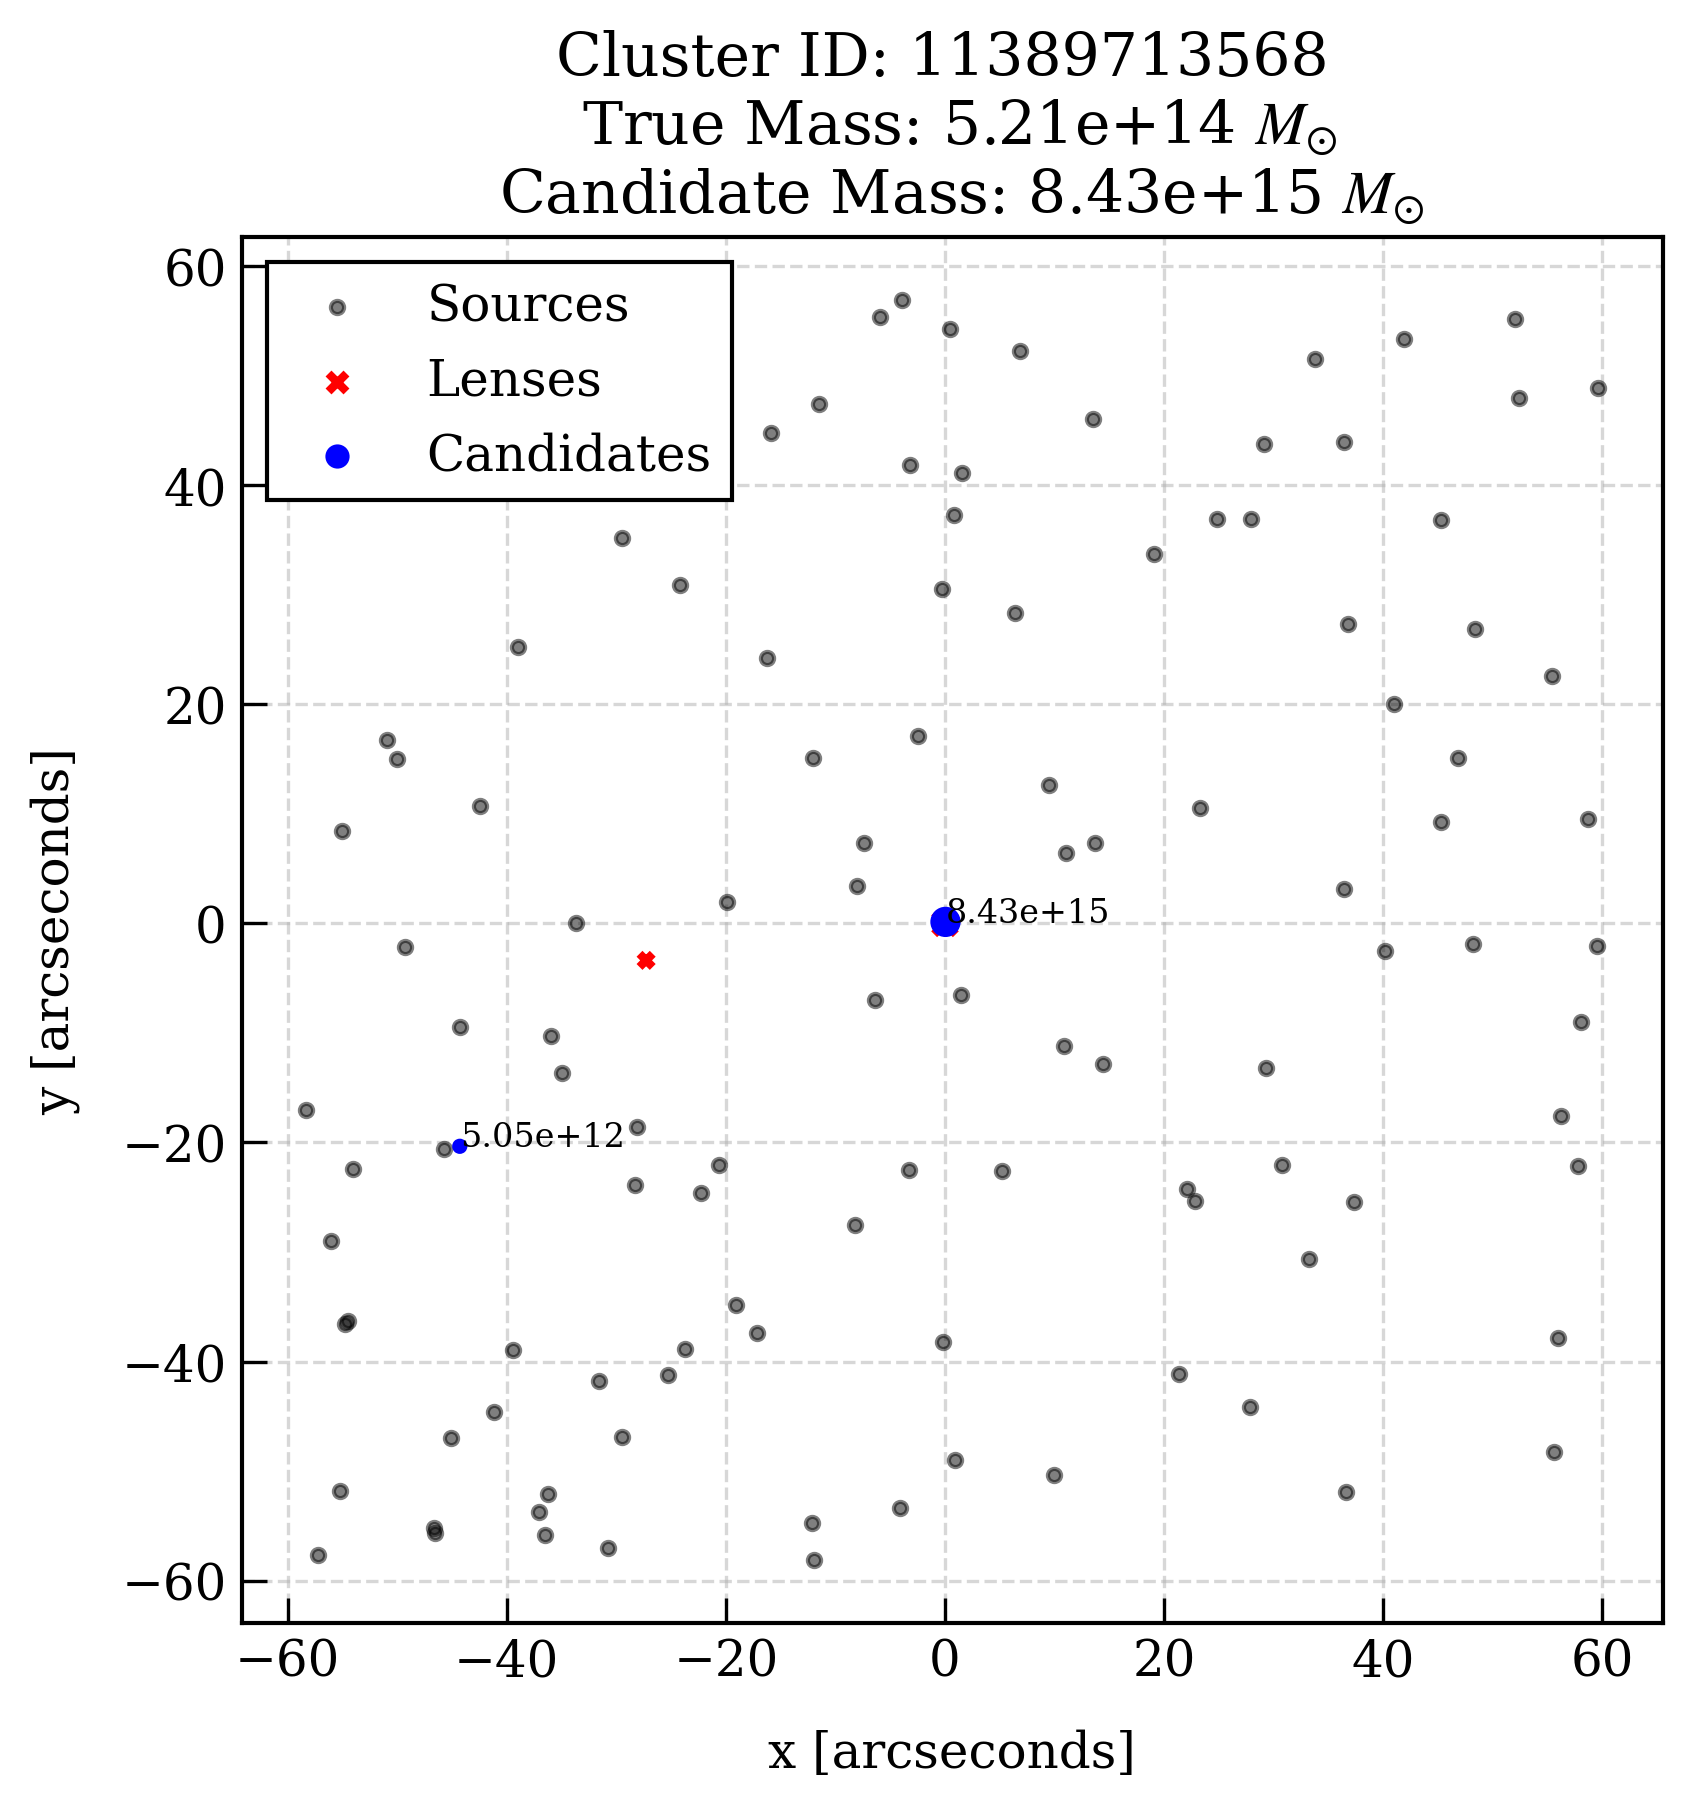 Cluster ID: 11389713568
True Mass: 5.21e+14 M☉
Candidate Mass: 8.43e+15 M☉
Sources
Lenses
Candidates
60
40
20
0
−20
−40
−60
y [arcseconds]
8.43e+15
5.05e+12
−60 −40 −20 0 20 40 60
x [arcseconds]